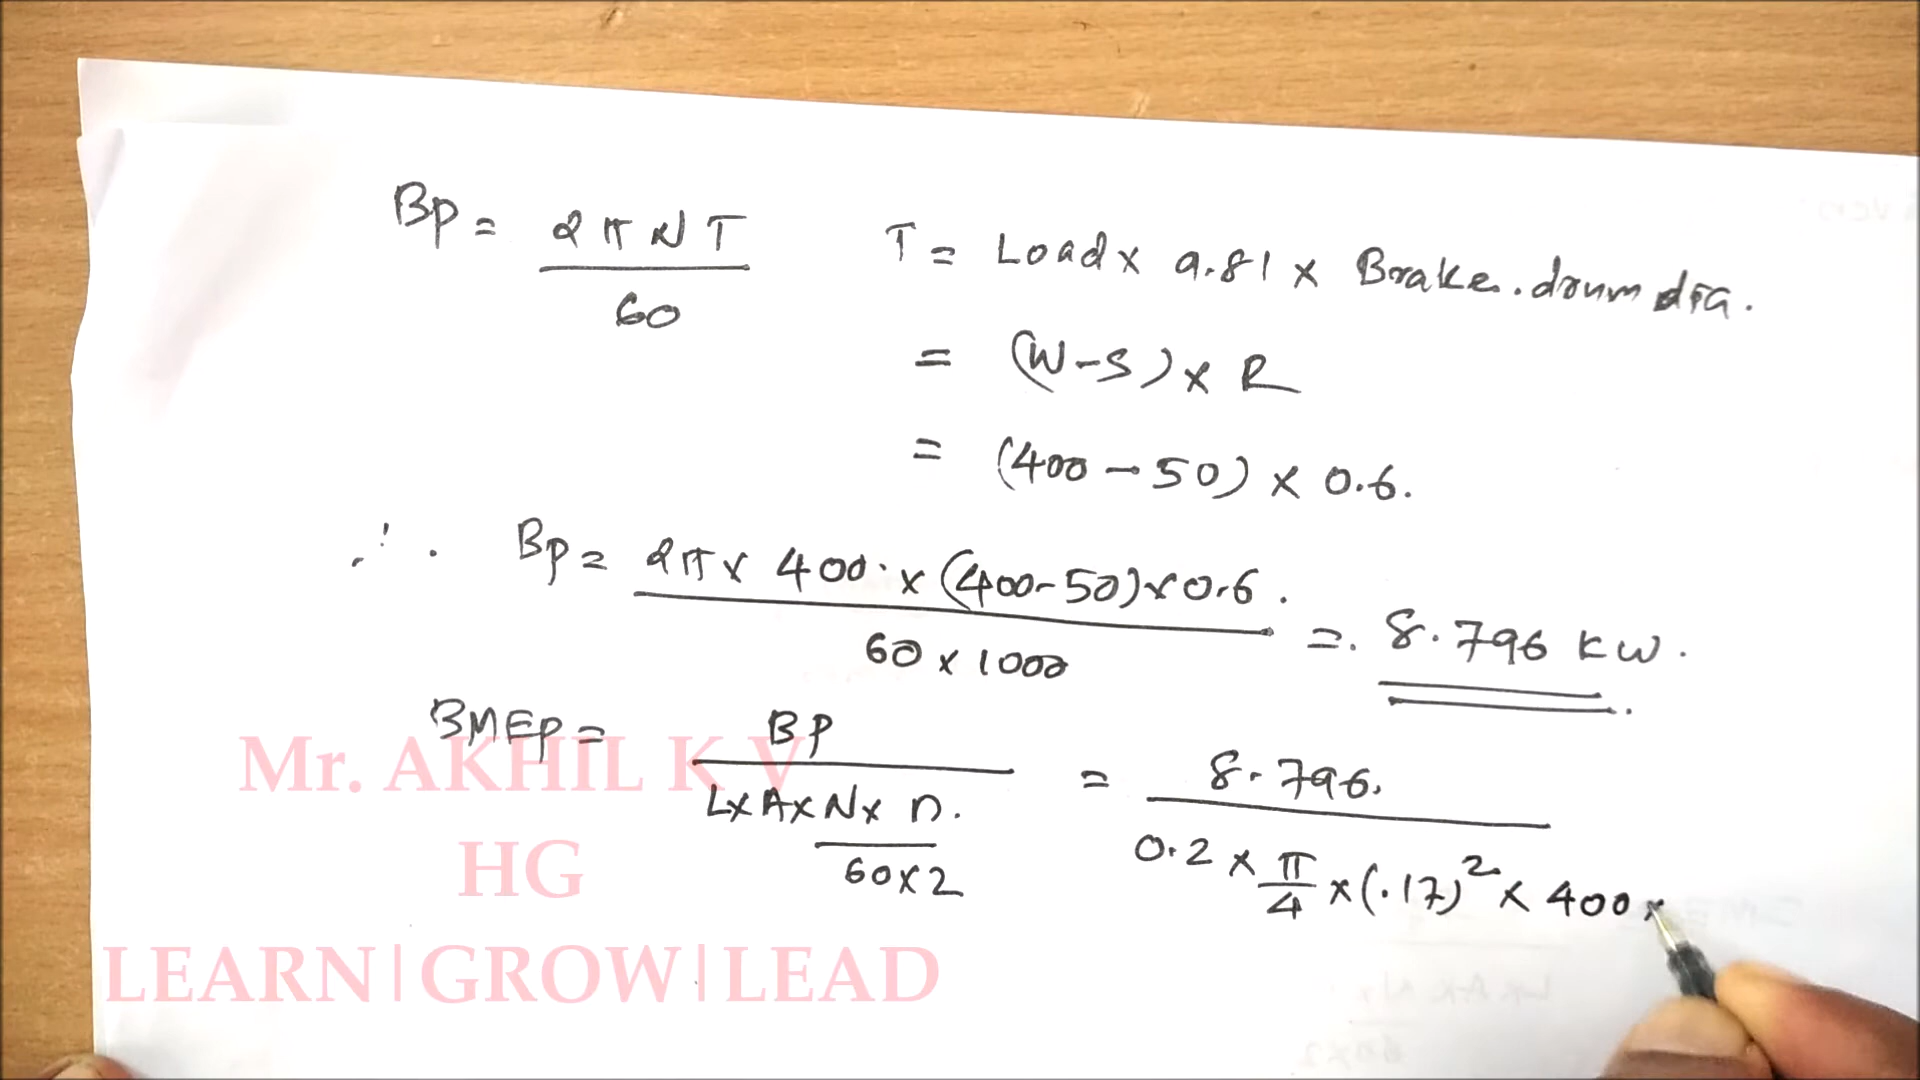 Bp = 2πNT / 60    T = Load x 9.81 x Brake.drum dia.
= (W-S) x R
= (400 - 50) x 0.6.
∴ Bp = 2π x 400 x (400-50) x 0.6. / 60 x 1000 = 8.796 kW.
BMEP = BP / L x A x N x n. / 60 x 2 = 8.796. / 0.2 x π/4 x (.17)² x 400 x
Mr. AKHIL K V
HG
LEARN|GROW|LEAD